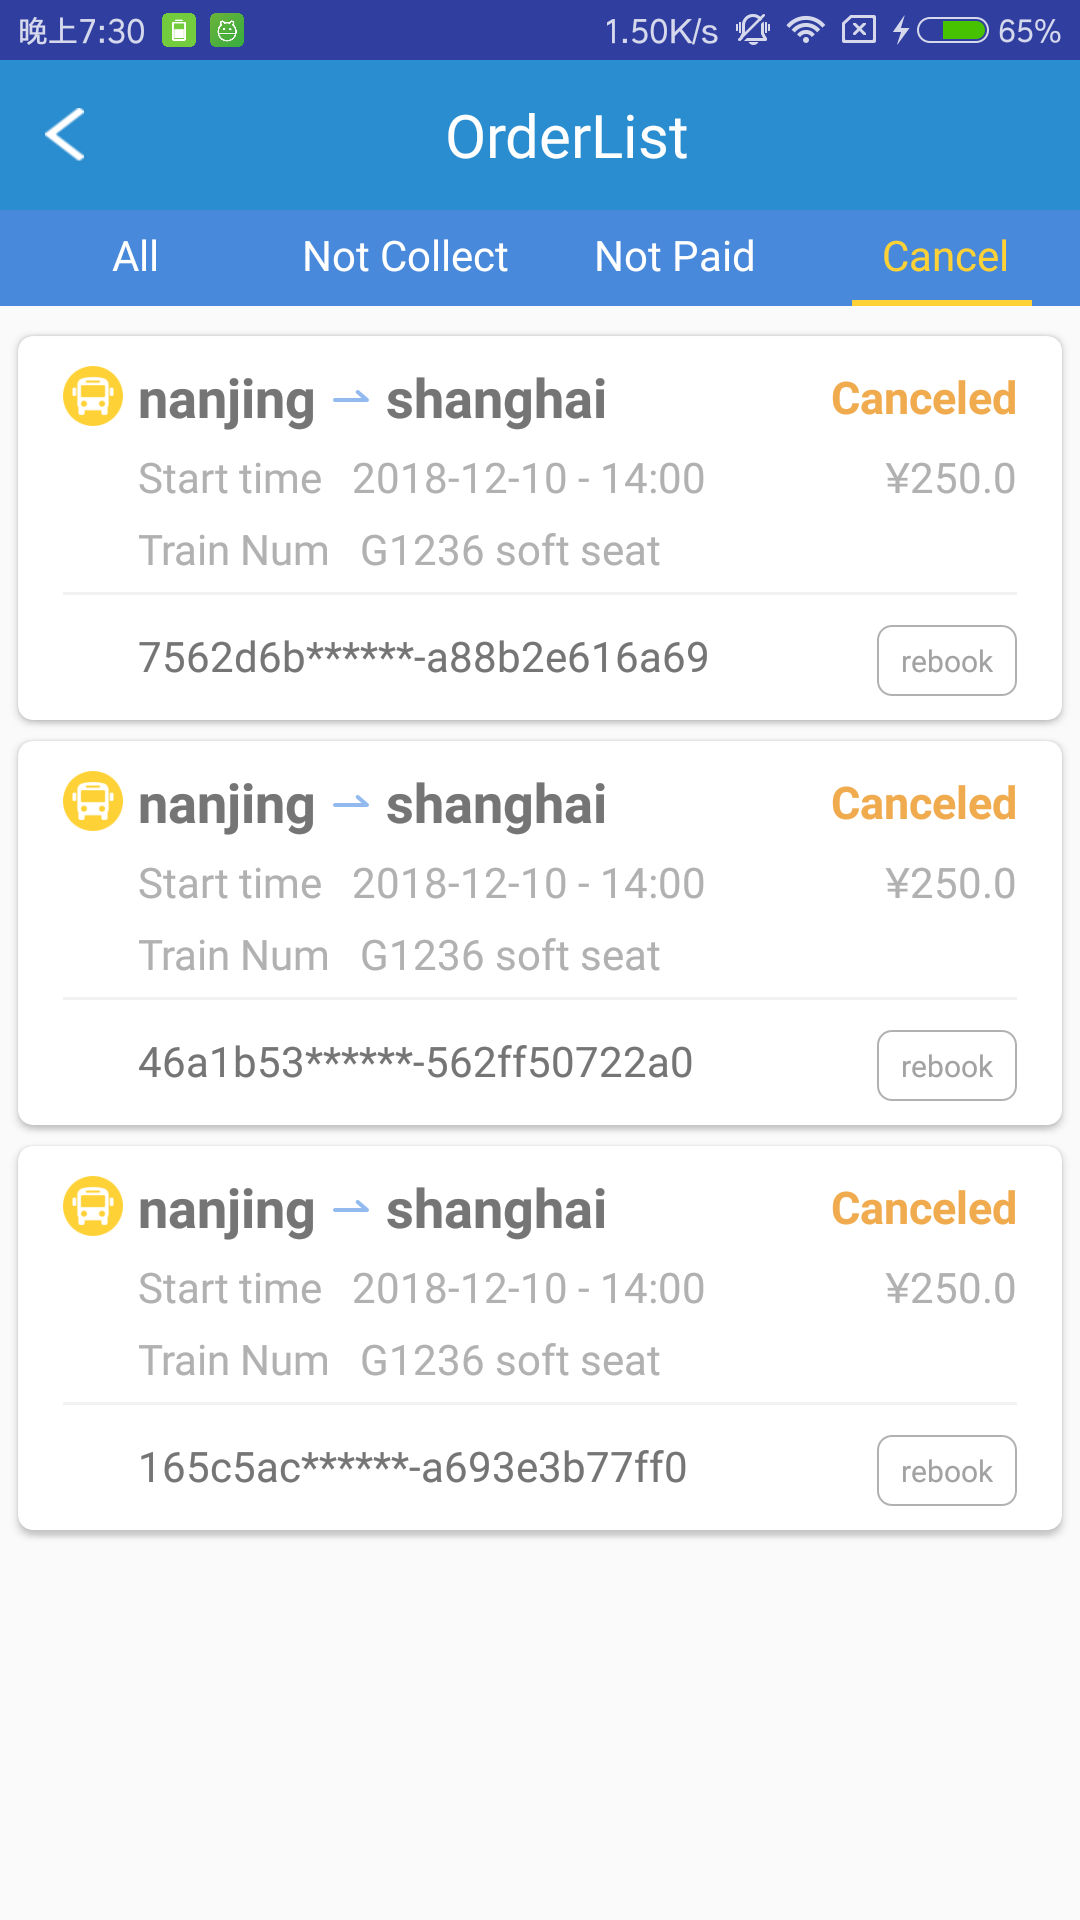 晚上7:30 1.50K/s 65%
OrderList
All Not Collect Not Paid Cancel
nanjing shanghai Canceled
Start time 2018-12-10 - 14:00 ¥250.0
Train Num G1236 soft seat
7562d6b******-a88b2e616a69 rebook
nanjing shanghai Canceled
Start time 2018-12-10 - 14:00 ¥250.0
Train Num G1236 soft seat
46a1b53******-562ff50722a0 rebook
nanjing shanghai Canceled
Start time 2018-12-10 - 14:00 ¥250.0
Train Num G1236 soft seat
165c5ac******-a693e3b77ff0 rebook